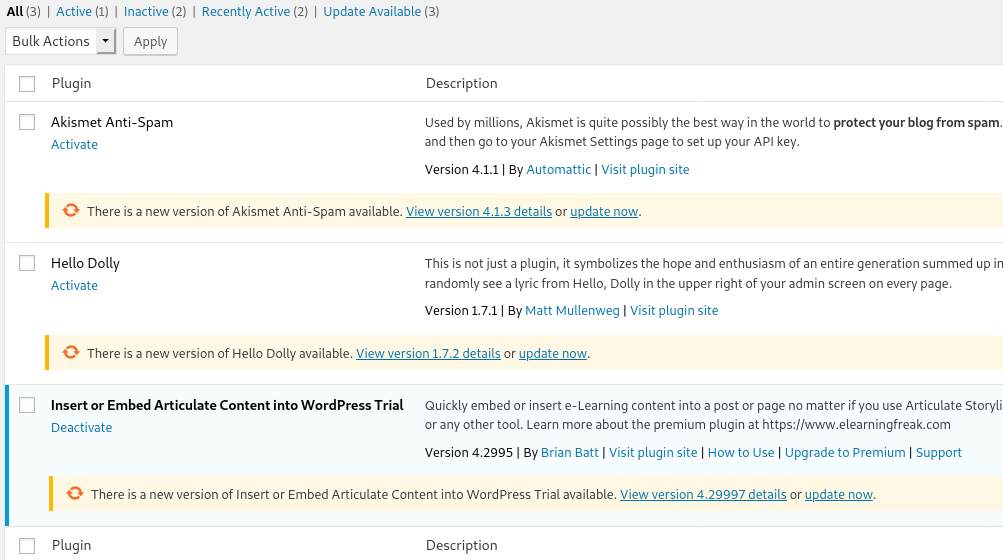 All (3) | Active (1) | Inactive (2) | Recently Active (2) | Update Available (3)
Bulk Actions Apply
Plugin Description
Akismet Anti-Spam Used by millions, Akismet is quite possibly the best way in the world to protect your blog from spam.
Activate and then go to your Akismet Settings page to set up your API key.
Version 4.1.1 | By Automattic | Visit plugin site
There is a new version of Akismet Anti-Spam available. View version 4.1.3 details or update now.
Hello Dolly This is not just a plugin, it symbolizes the hope and enthusiasm of an entire generation summed up in
Activate randomly see a lyric from Hello, Dolly in the upper right of your admin screen on every page.
Version 1.7.1 | By Matt Mullenweg | Visit plugin site
There is a new version of Hello Dolly available. View version 1.7.2 details or update now.
Insert or Embed Articulate Content into WordPress Trial Quickly embed or insert e-Learning content into a post or page no matter if you use Articulate Storyli
Deactivate or any other tool. Learn more about the premium plugin at https://www.elearningfreak.com
Version 4.2995 | By Brian Batt | Visit plugin site | How to Use | Upgrade to Premium | Support
There is a new version of Insert or Embed Articulate Content into WordPress Trial available. View version 4.29997 details or update now.
Plugin Description